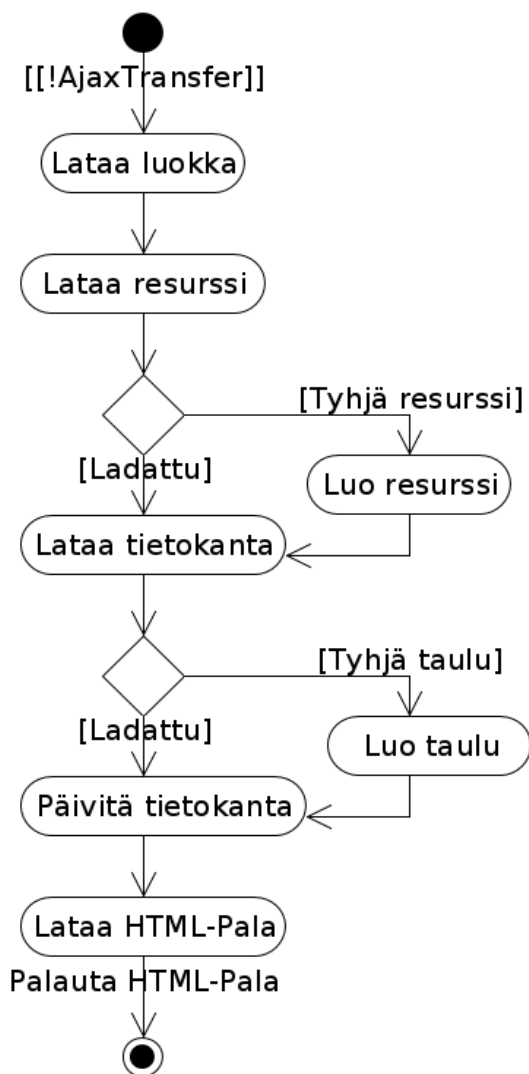 [[!AjaxTransfer]]
Lataa luokka
Lataa resurssi
[Tyhjä resurssi]
[Ladattu]
Luo resurssi
Lataa tietokanta
[Tyhjä taulu]
[Ladattu]
Luo taulu
Päivitä tietokanta
Lataa HTML-Pala
Palauta HTML-Pala